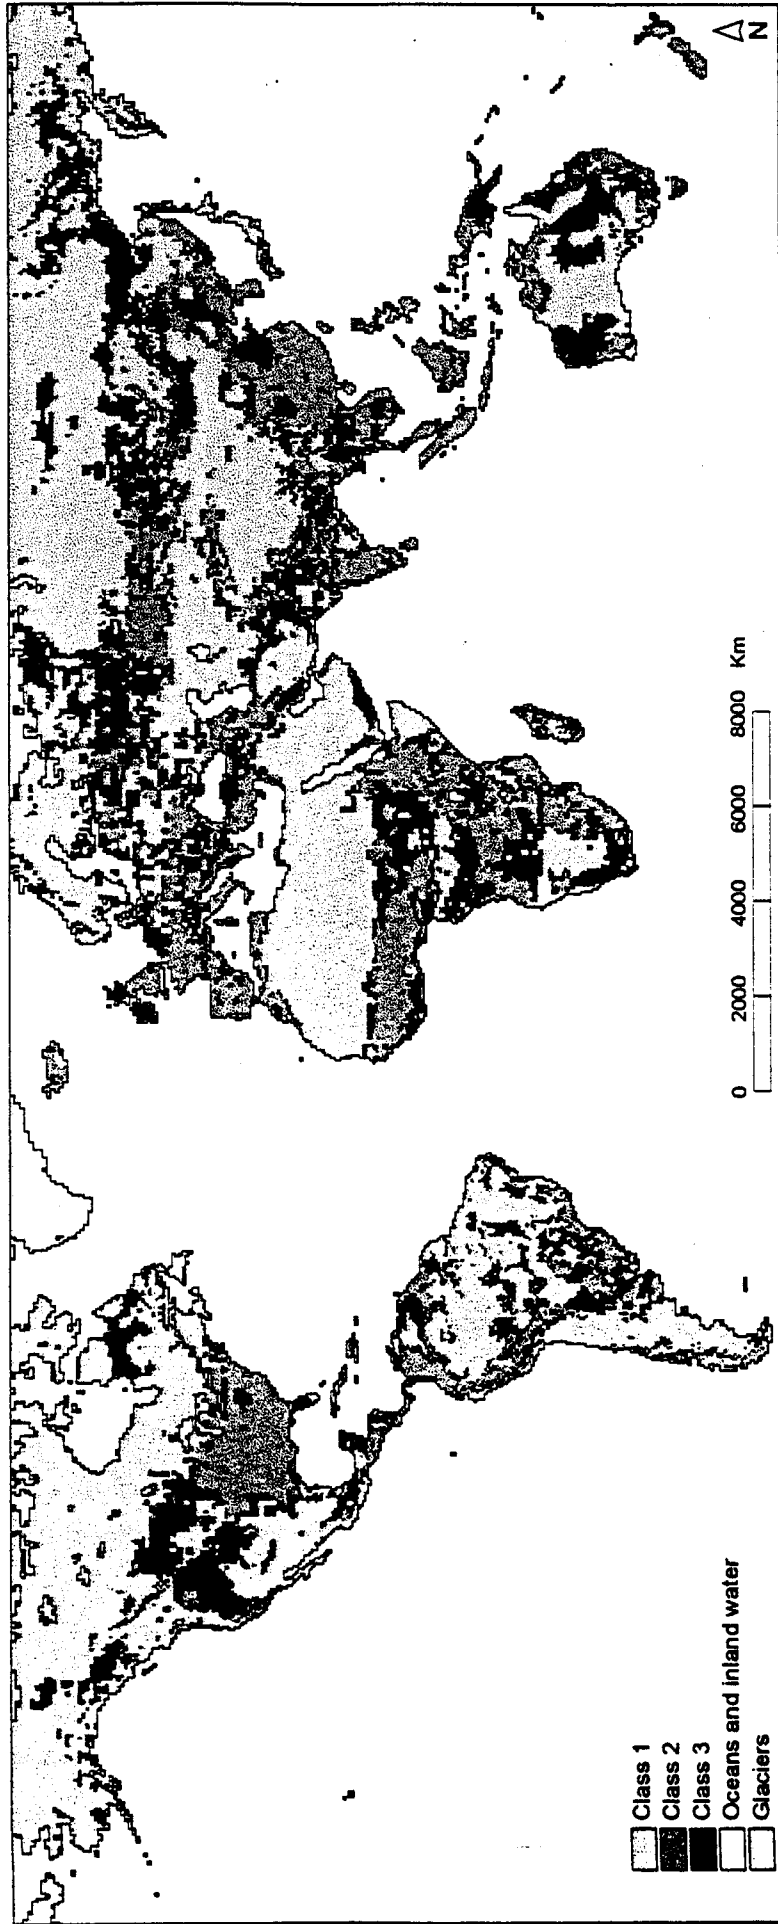 N
Class 1
Class 2
Class 3
Oceans and inland water
Glaciers
0 2000 4000 6000 8000 Km